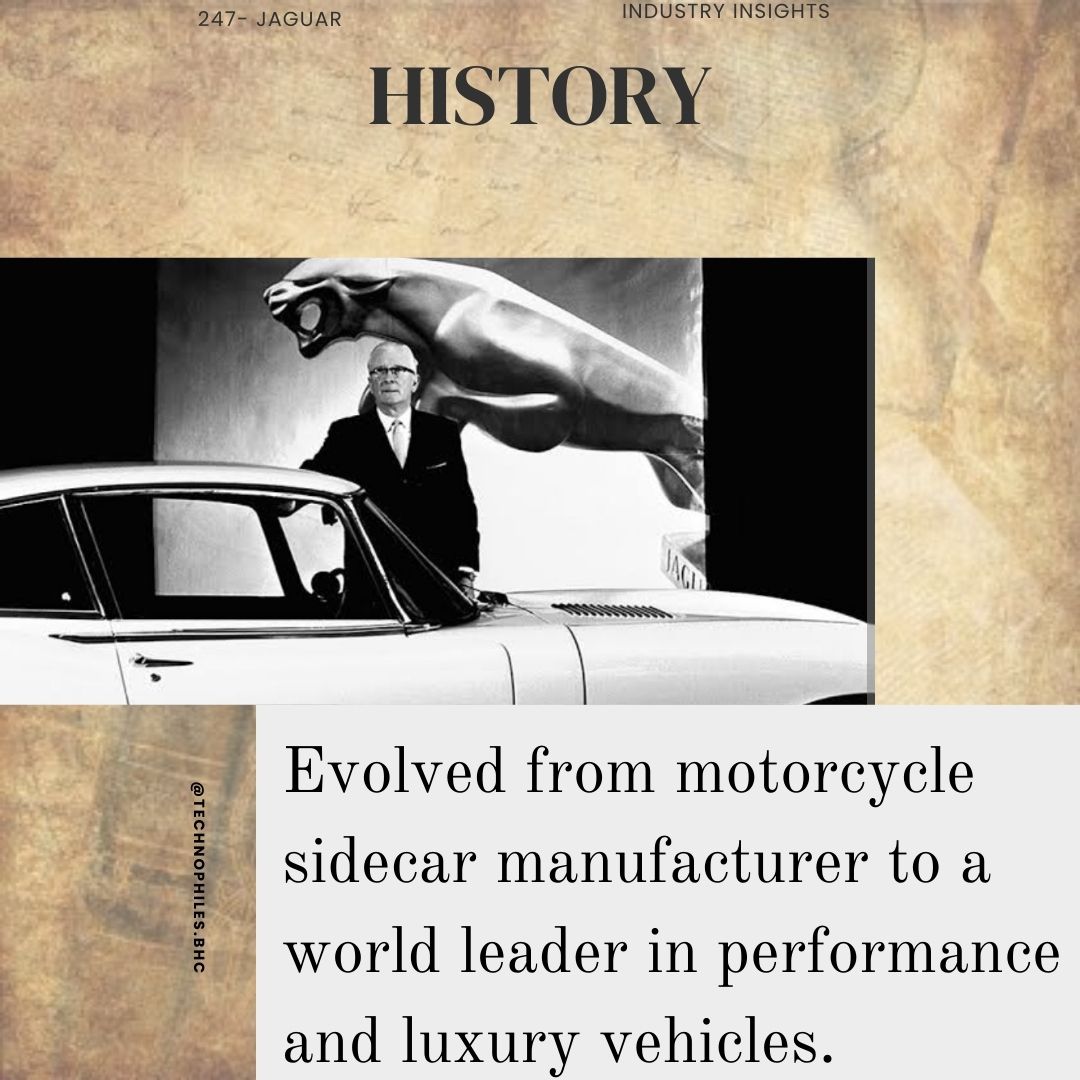 247- JAGUAR
INDUSTRY INSIGHTS
HISTORY
JAGU
@TECHNOPHILES.BHC
Evolved from motorcycle
sidecar manufacturer to a
world leader in performance
and luxury vehicles.